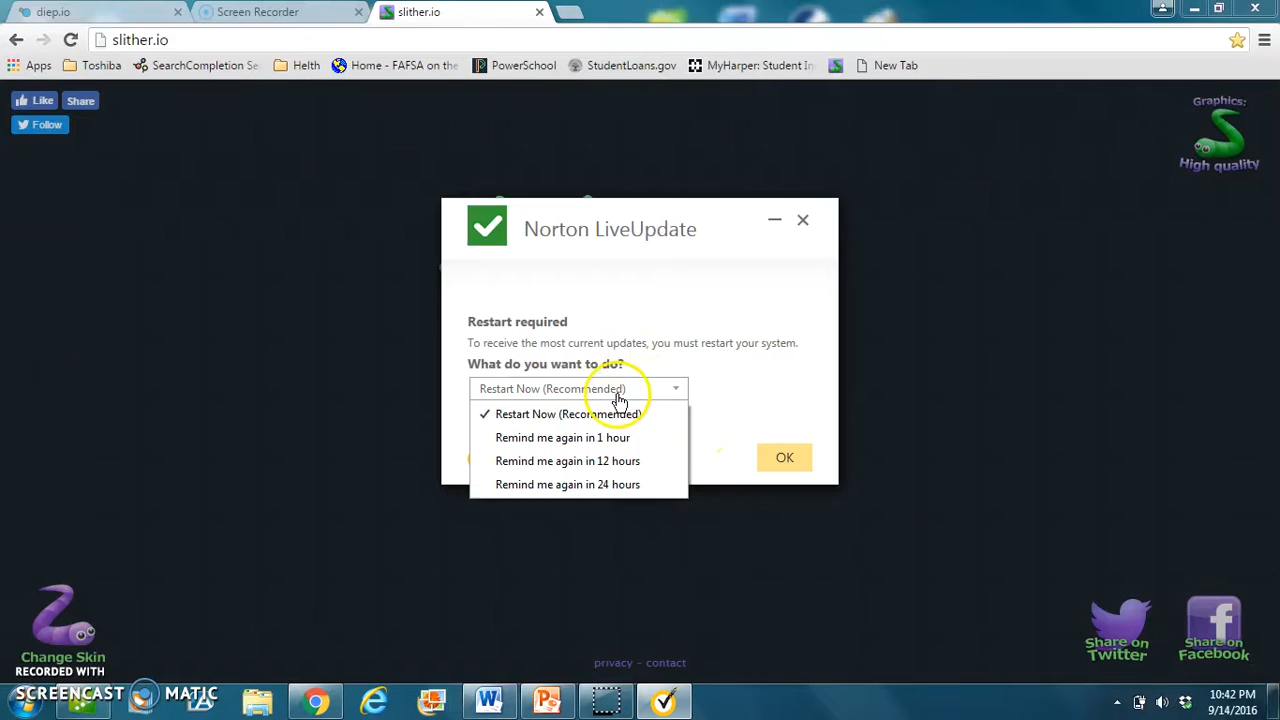 diep.io
Screen Recorder
slither.io
slither.io
Apps
Toshiba
SearchCompletion Se
Helth
Home - FAFSA on the
PowerSchool
StudentLoans.gov
MyHarper: Student In
New Tab
Like
Share
Follow
Graphics:
High quality
Norton LiveUpdate
Restart required
To receive the most current updates, you must restart your system.
What do you want to do?
Restart Now (Recommended)
Restart Now (Recommended)
Remind me again in 1 hour
Remind me again in 12 hours
Remind me again in 24 hours
OK
Change Skin
Share on
Twitter
Share on
Facebook
privacy - contact
RECORDED WITH
SCREENCAST MATIC
10:42 PM
9/14/2016